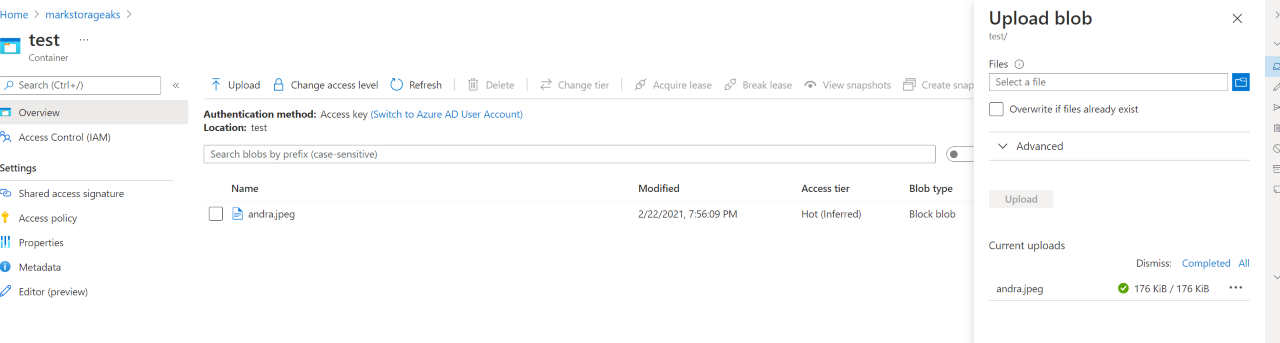 Home > markstorageaks >
test ...
Container
Search (Ctrl+/)
«
Overview
Access Control (IAM)
Settings
Shared access signature
Access policy
Properties
Metadata
Editor (preview)
Upload Change access level Refresh Delete Change tier Acquire lease Break lease View snapshots Create snap
Authentication method: Access key (Switch to Azure AD User Account)
Location: test
Search blobs by prefix (case-sensitive)
Name Modified Access tier Blob type
andra.jpeg 2/22/2021, 7:56:09 PM Hot (Inferred) Block blob
Upload blob
test/
Files
Select a file
Overwrite if files already exist
Advanced
Upload
Current uploads
Dismiss: Completed All
andra.jpeg 176 KiB / 176 KiB ...